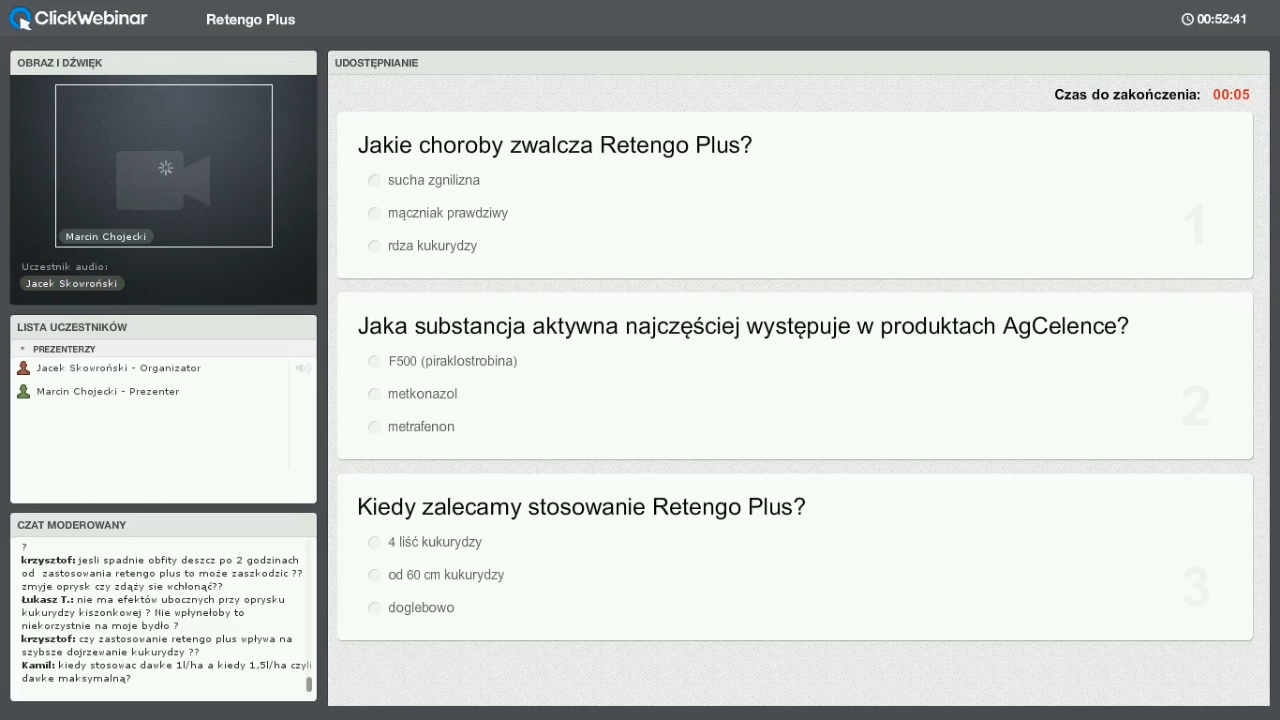 ClickWebinar
Retengo Plus
00:52:41
OBRAZ I DŹWIĘK
Marcin Chojecki
Uczestnik audio:
Jacek Skowroński
LISTA UCZESTNIKÓW
PREZENTERZY
Jacek Skowroński - Organizator
Marcin Chojecki - Prezenter
CZAT MODEROWANY
?
krzysztof: jesli spadnie obfity deszcz po 2 godzinach
od zastosowania retengo plus to może zaszkodzic ??
zmyje oprysk czy zdąży sie wchłonąć??
Łukasz T.: nie ma efektów ubocznych przy oprysku
kukurydzy kiszonkowej ? Nie wpłynełoby to
niekorzystnie na moje bydło ?
krzysztof: czy zastosowanie retengo plus wpływa na
szybsze dojrzewanie kukurydzy ??
Kamil: kiedy stosowac dawke 1l/ha a kiedy 1,5l/ha czyli
dawke maksymalną?
UDOSTĘPNIANIE
Czas do zakończenia: 00:05
Jakie choroby zwalcza Retengo Plus?
sucha zgnilizna
mączniak prawdziwy
rdza kukurydzy
1
Jaka substancja aktywna najczęściej występuje w produktach AgCelence?
F500 (piraklostrobina)
metkonazol
metrafenon
2
Kiedy zalecamy stosowanie Retengo Plus?
4 liść kukurydzy
od 60 cm kukurydzy
doglebowo
3